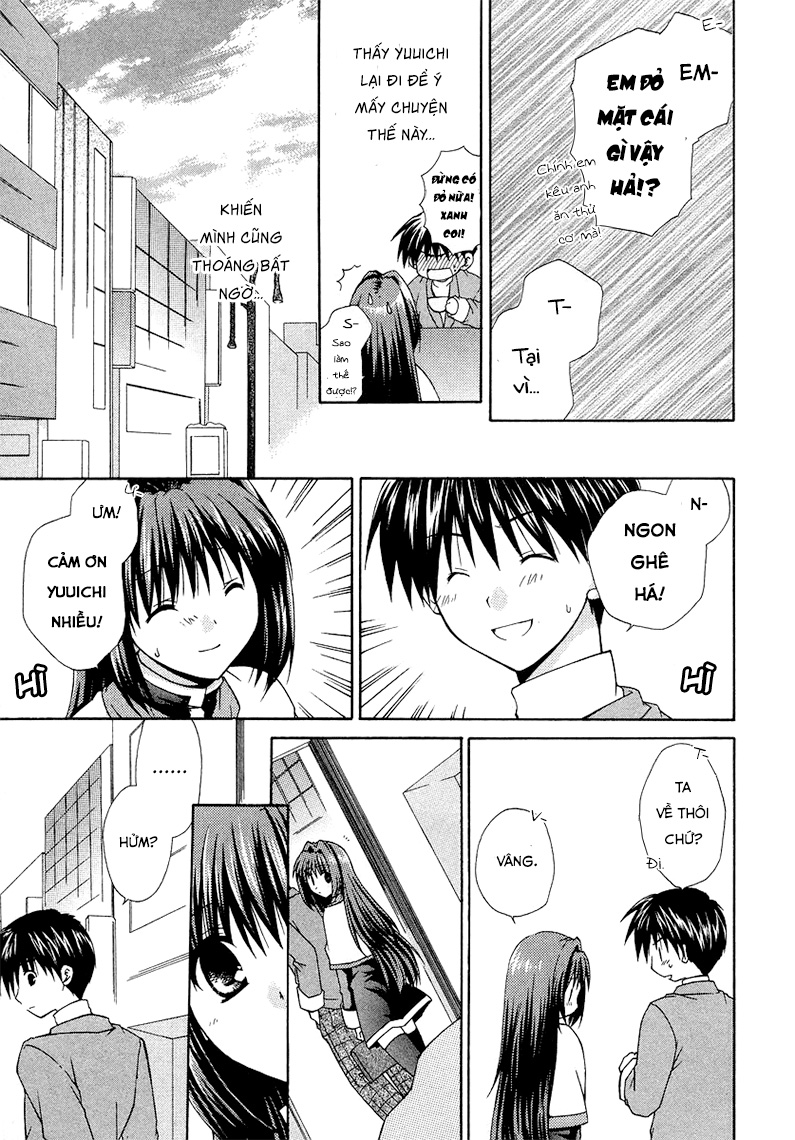 E-
EM-
EM ĐỎ
MẶT CÁI
GÌ VẬY
HẢ!?
Chính em
kêu anh
ăn thử
cơ mà!
T-
Tại
vì...
THẤY YUUICHI
LẠI ĐI ĐỂ Ý
MẤY CHUYỆN
THẾ NÀY...
ĐỪNG CÓ
ĐỎ NỮA!
XANH
COI!
S-
Sao
làm
thế
được!?
KHIẾN
MÌNH CŨNG
THOÁNG BẤT
NGỜ...
N-
NGON
GHÊ
HÁ!
HÌ
ƯM!
CẢM ƠN
YUUICHI
NHIỀU!
HÌ
T-
TA
VỀ THÔI
CHỨ?
Đi.
V-
VÂNG.
......
HỬM?